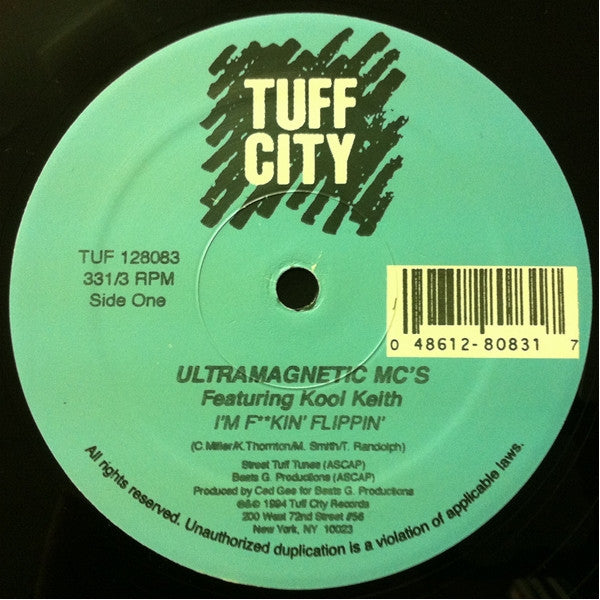 TUFF
CITY
TUF 128083
331/3 RPM
Side One
0 48612-80831 7
ULTRAMAGNETIC MC'S
Featuring Kool Keith
I'M F**KIN' FLIPPIN'
(C.Miller/K.Thornton/M. Smith/T. Randolph)
Street Tuff Tunes (ASCAP)
Beats G. Productions (ASCAP)
Produced by Ced Gee for Beats G. Productions
℗&© 1994 Tuff City Records
200 West 72nd Street #56
New York, NY 10023
All rights reserved. Unauthorized duplication is a violation of applicable laws.